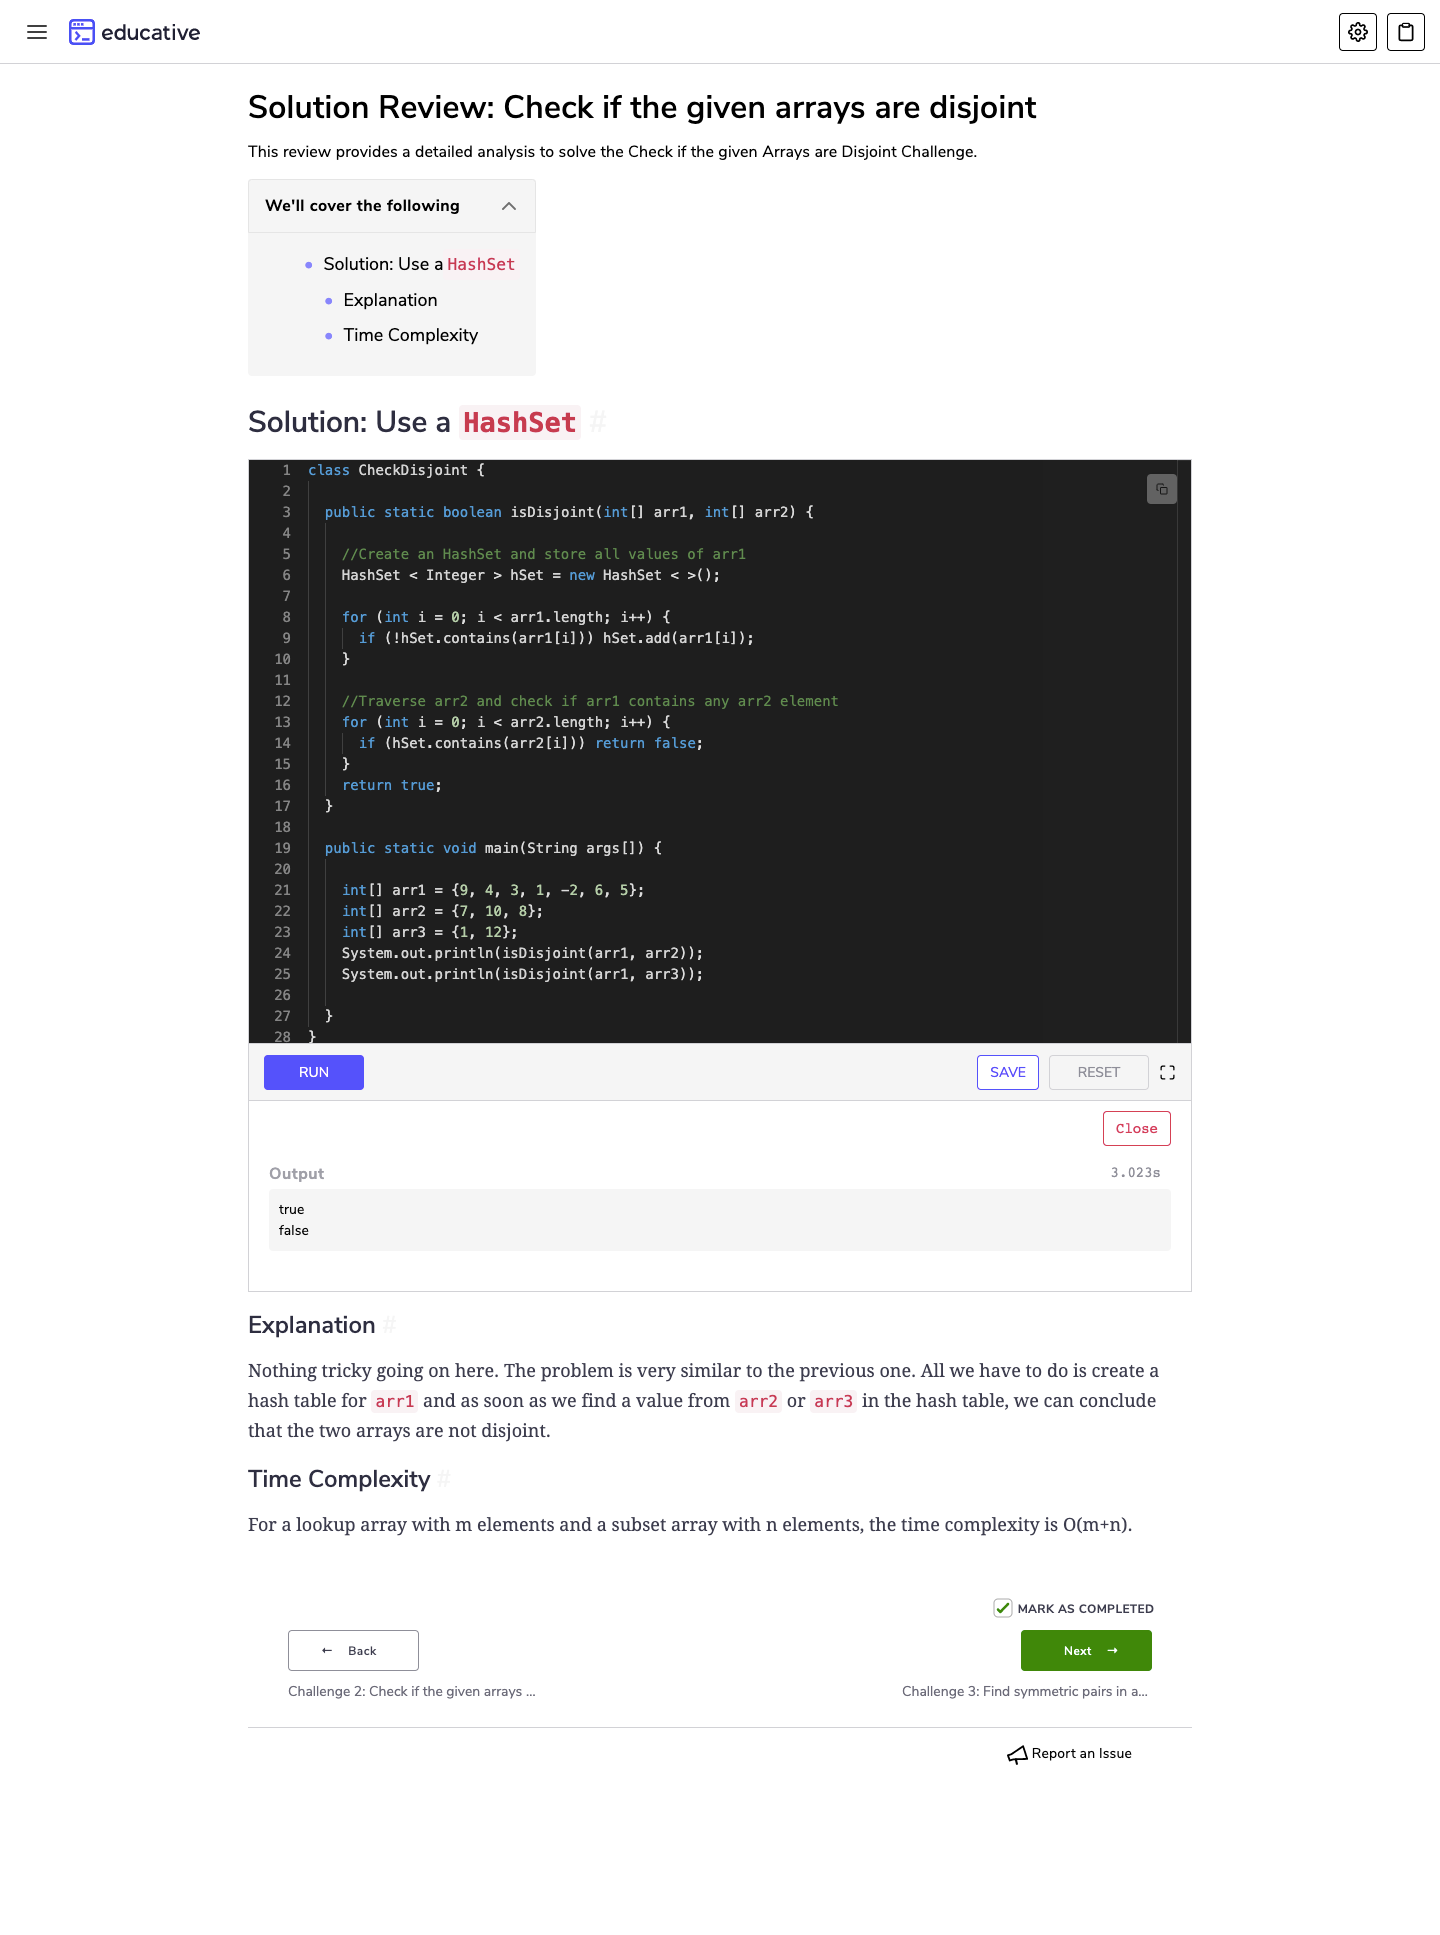 educative
Solution Review: Check if the given arrays are disjoint
This review provides a detailed analysis to solve the Check if the given Arrays are Disjoint Challenge.
We'll cover the following
Solution: Use a HashSet
Explanation
Time Complexity
Solution: Use a HashSet #
1 class CheckDisjoint {
2
3 public static boolean isDisjoint(int[] arr1, int[] arr2) {
4
5 //Create an HashSet and store all values of arr1
6 HashSet < Integer > hSet = new HashSet < >();
7
8 for (int i = 0; i < arr1.length; i++) {
9 if (!hSet.contains(arr1[i])) hSet.add(arr1[i]);
10 }
11
12 //Traverse arr2 and check if arr1 contains any arr2 element
13 for (int i = 0; i < arr2.length; i++) {
14 if (hSet.contains(arr2[i])) return false;
15 }
16 return true;
17 }
18
19 public static void main(String args[]) {
20
21 int[] arr1 = {9, 4, 3, 1, -2, 6, 5};
22 int[] arr2 = {7, 10, 8};
23 int[] arr3 = {1, 12};
24 System.out.println(isDisjoint(arr1, arr2));
25 System.out.println(isDisjoint(arr1, arr3));
26
27 }
28 }
RUN SAVE RESET
Close
Output 3.023s
true
false
Explanation #
Nothing tricky going on here. The problem is very similar to the previous one. All we have to do is create a
hash table for arr1 and as soon as we find a value from arr2 or arr3 in the hash table, we can conclude
that the two arrays are not disjoint.
Time Complexity #
For a lookup array with m elements and a subset array with n elements, the time complexity is O(m+n).
MARK AS COMPLETED
← Back Next →
Challenge 2: Check if the given arrays ... Challenge 3: Find symmetric pairs in a...
Report an Issue